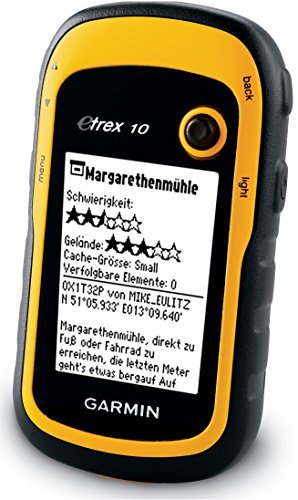 back
etrex 10
menu
light
Margarethenmühle
Schwierigkeit:
Gelände:
Cache-Grösse: Small
Verfolgbare Elemente: 0
OX1T32P von MIKE_EULITZ
N 51°05.933' E013°09.640'
Margarethenmühle, direkt zu
Fuß oder Fahrrad zu
erreichen, die letzten Meter
geht's etwas bergauf Auf
GARMIN